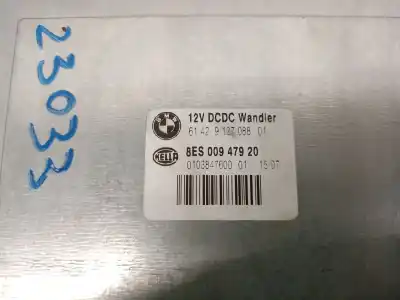 23033
BMW
12V DCDC Wandler
61 42 9 127 088 01
HELLA
8ES 009 479 20
0103847600 01 15 07